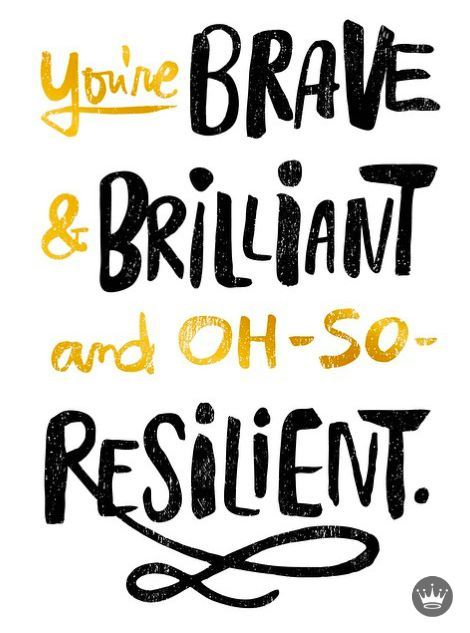 You're BRAVE
& BRiLLiANT
and OH-SO-
RESiLiENT.